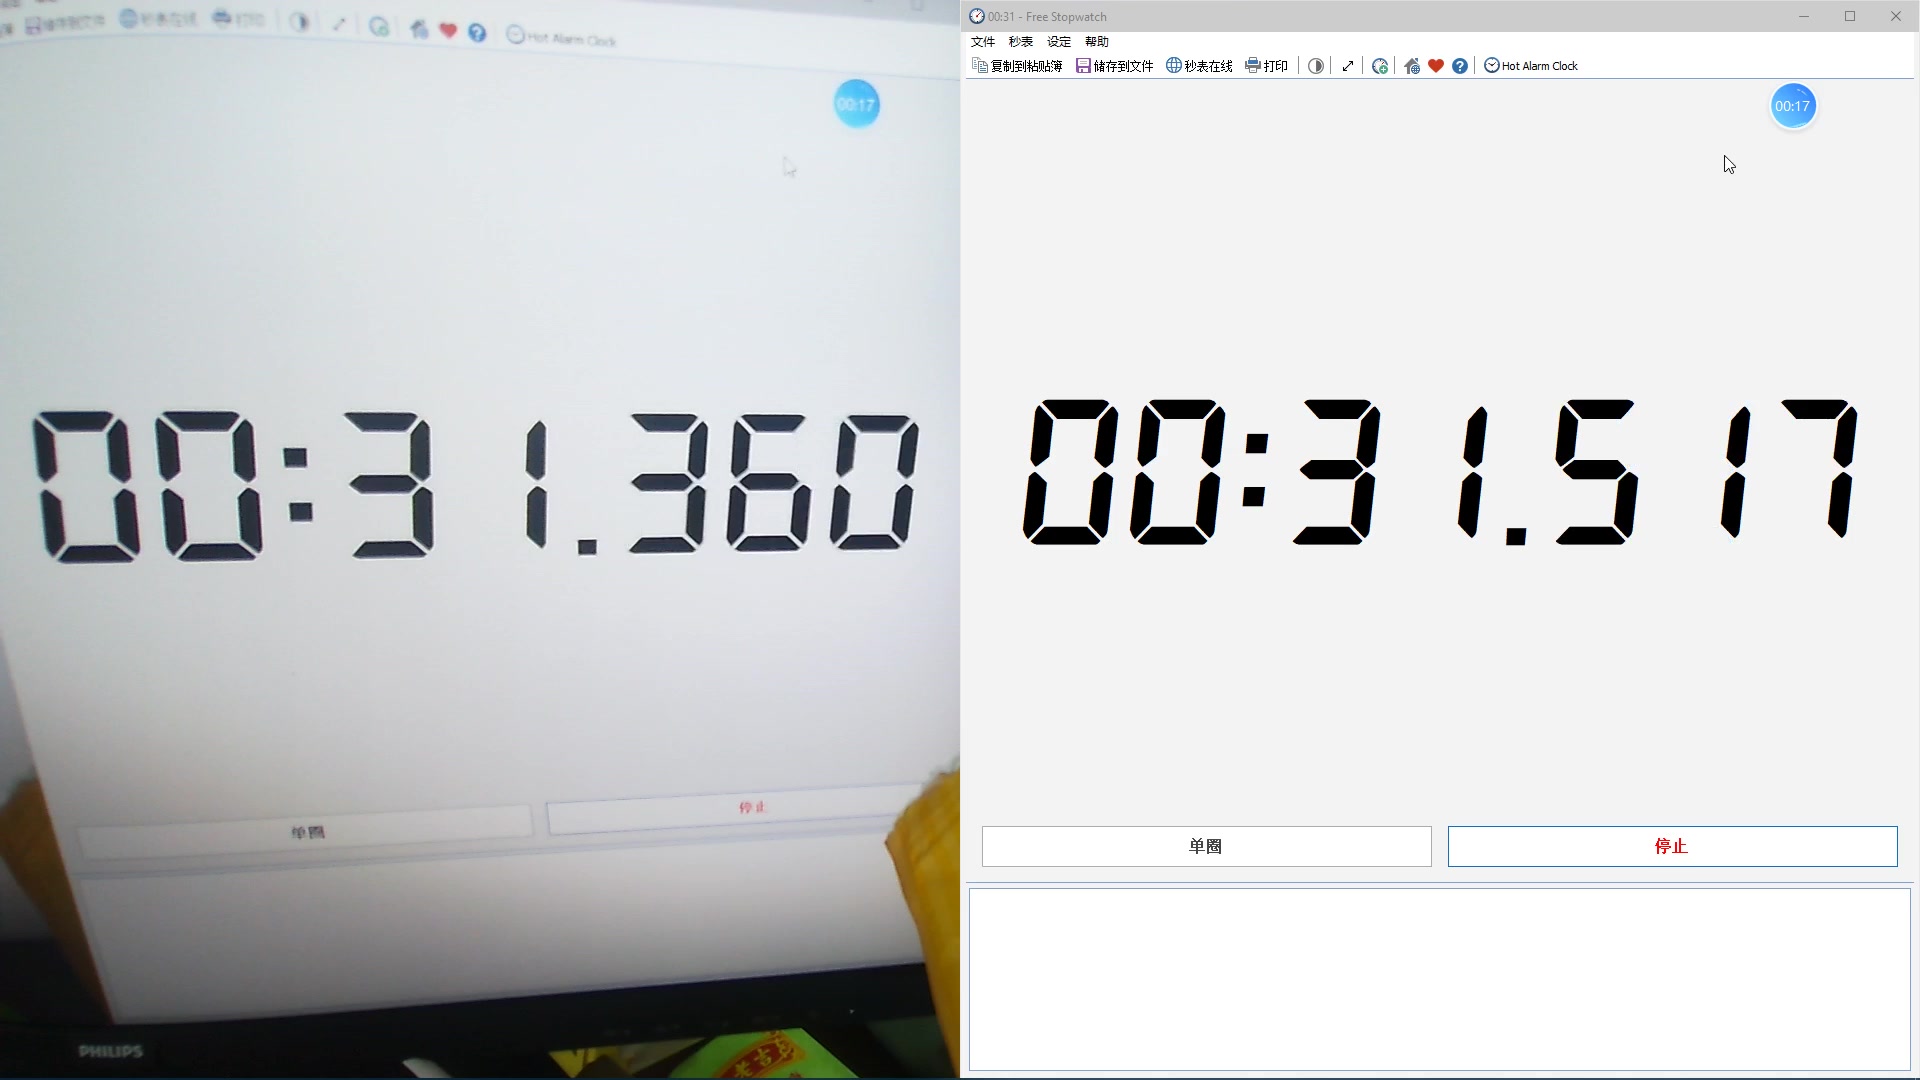 储存到文件 秒表在线 打印 Hot Alarm Clock
00:17
00:31.360
单圈 停止
PHILIPS
老吉
00:31 - Free Stopwatch
文件 秒表 设定 帮助
复制到粘贴簿 储存到文件 秒表在线 打印 Hot Alarm Clock
00:17
00:31.517
单圈 停止